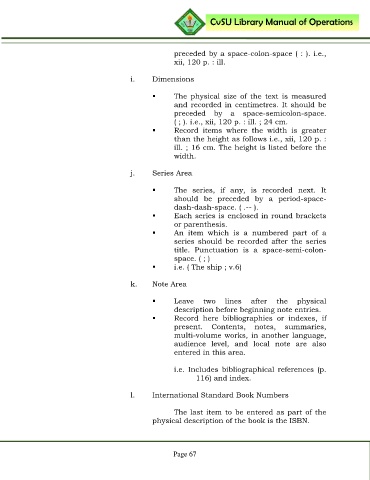 CvSU Library Manual of Operations
preceded by a space-colon-space ( : ). i.e.,
xii, 120 p. : ill.
i. Dimensions
▪ The physical size of the text is measured
and recorded in centimetres. It should be
preceded by a space-semicolon-space.
( ; ). i.e., xii, 120 p. : ill. ; 24 cm.
▪ Record items where the width is greater
than the height as follows i.e., xii, 120 p. :
ill. ; 16 cm. The height is listed before the
width.
j. Series Area
▪ The series, if any, is recorded next. It
should be preceded by a period-space-
dash-dash-space. ( .-- ).
▪ Each series is enclosed in round brackets
or parenthesis.
▪ An item which is a numbered part of a
series should be recorded after the series
title. Punctuation is a space-semi-colon-
space. ( ; )
▪ i.e. ( The ship ; v.6)
k. Note Area
▪ Leave two lines after the physical
description before beginning note entries.
▪ Record here bibliographies or indexes, if
present. Contents, notes, summaries,
multi-volume works, in another language,
audience level, and local note are also
entered in this area.
i.e. Includes bibliographical references (p.
116) and index.
l. International Standard Book Numbers
The last item to be entered as part of the
physical description of the book is the ISBN.
Page 67